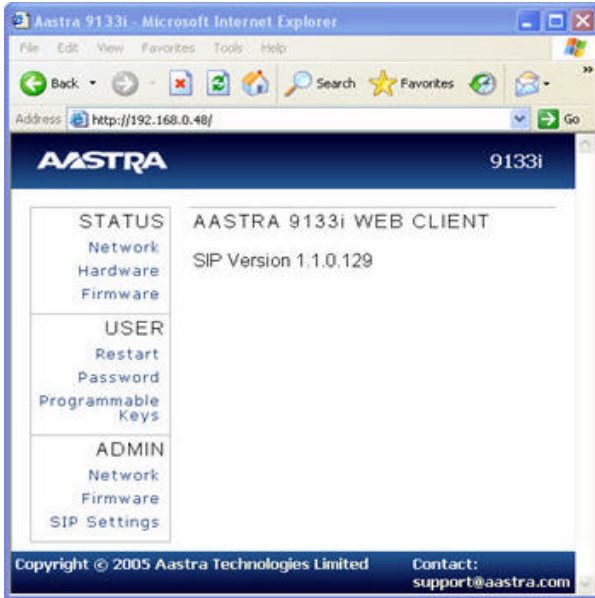 Aastra 9133i - Microsoft Internet Explorer
File Edit View Favorites Tools Help
Back Search Favorites »
Address http://192.168.0.48/ Go
AASTRA 9133i
STATUS
Network
Hardware
Firmware
USER
Restart
Password
Programmable
Keys
ADMIN
Network
Firmware
SIP Settings
AASTRA 9133i WEB CLIENT
SIP Version 1.1.0.129
Copyright © 2005 Aastra Technologies Limited
Contact:
support@aastra.com